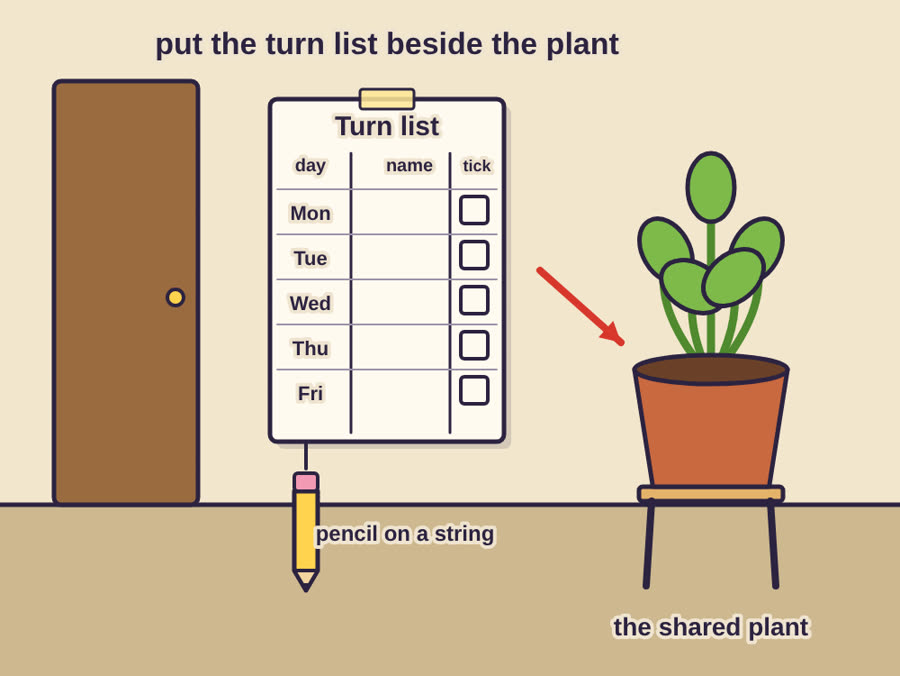 put the turn list beside the plant
Turn list
day name tick
Mon
Tue
Wed
Thu
Fri
pencil on a string
the shared plant